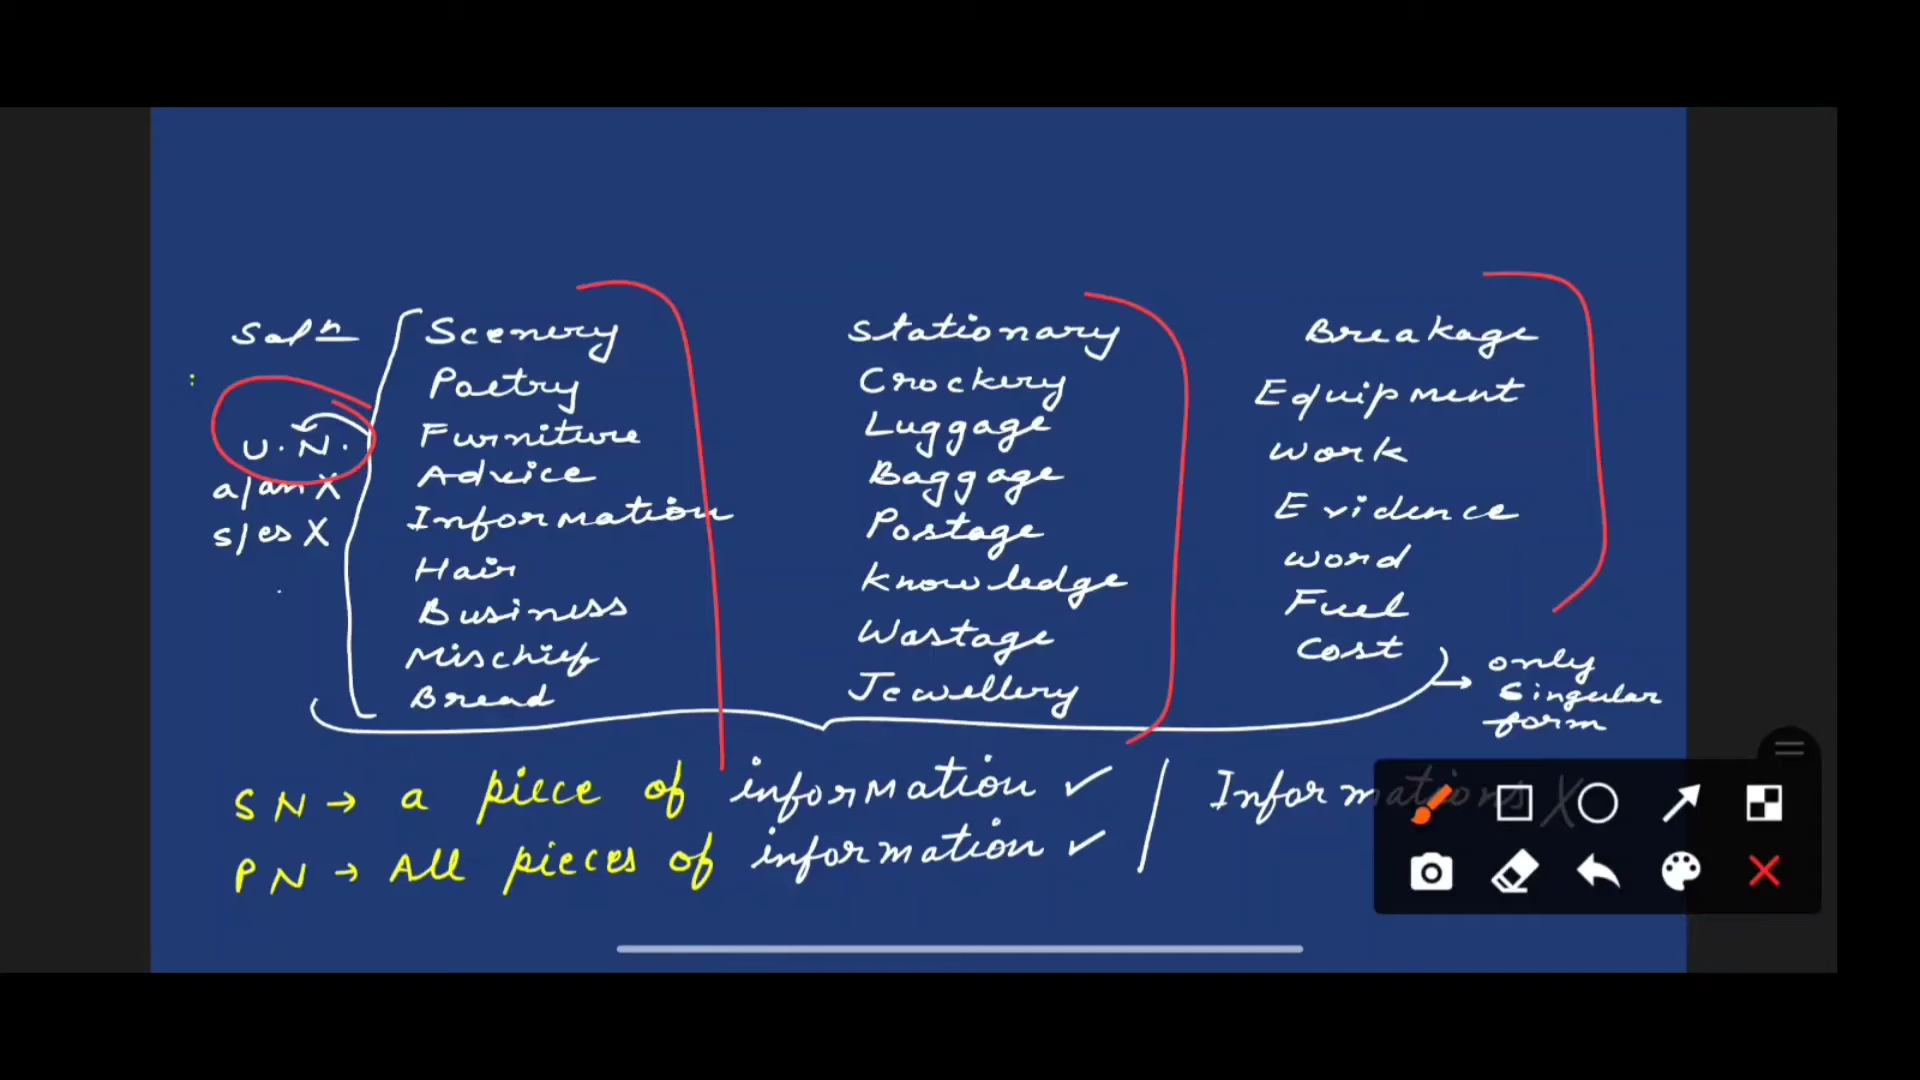 Solⁿ
U.N.
a/an X
s/es X
Scenery
Poetry
Furniture
Advice
Information
Hair
Business
Mischief
Bread
Stationary
Crockery
Luggage
Baggage
Postage
Knowledge
Wastage
Jewellery
Breakage
Equipment
Work
Evidence
Word
Fuel
Cost
→ only
Singular
form
SN → a piece of information ✓ / Informations X
PN → All pieces of information ✓